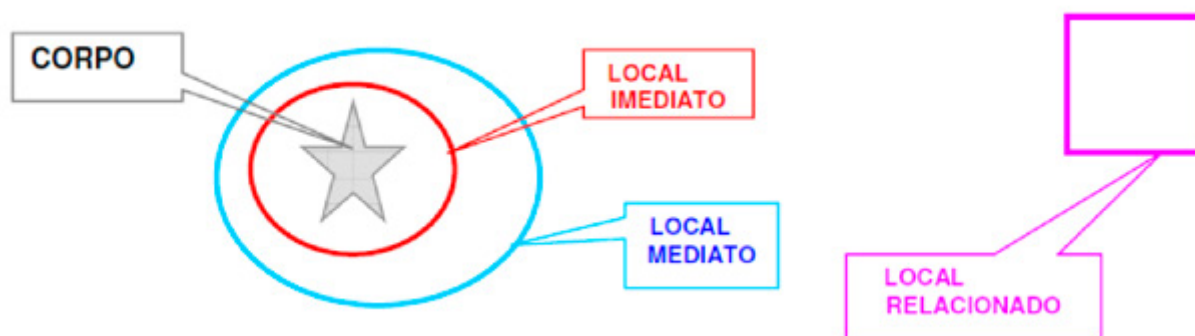 CORPO
LOCAL
IMEDIATO
LOCAL
MEDIATO
LOCAL
RELACIONADO